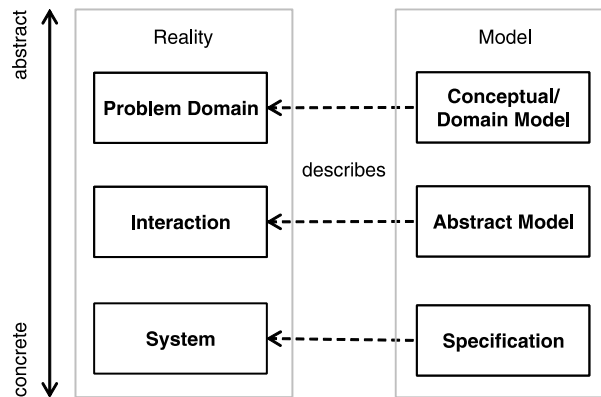 abstract
Reality
Model
Problem Domain
Conceptual/
Domain Model
describes
Interaction
Abstract Model
System
Specification
concrete